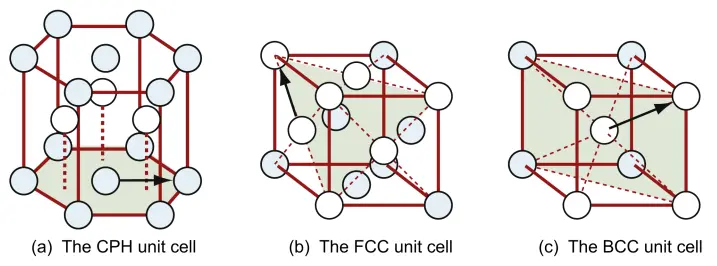 (a) The CPH unit cell
(b) The FCC unit cell
(c) The BCC unit cell